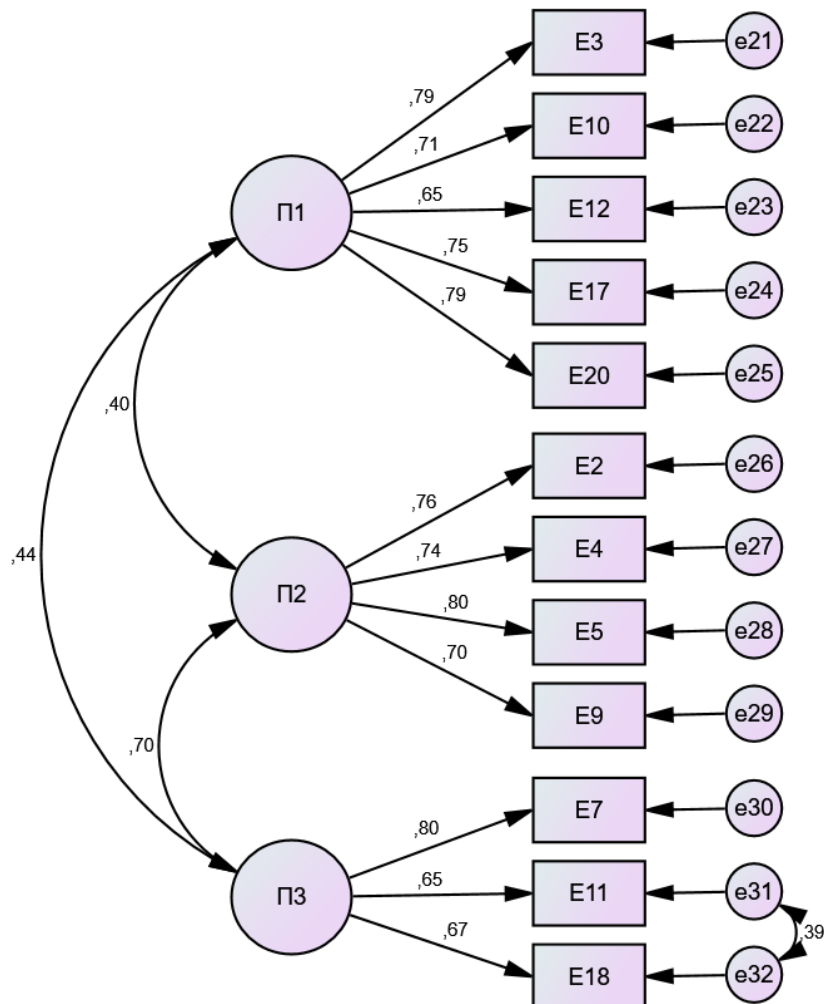 E3
e21
,79
E10
e22
,71
E12
e23
,65
П1
E17
e24
,75
E20
e25
,79
,40
E2
e26
,76
E4
e27
,74
,44
П2
E5
e28
,80
E9
e29
,70
,70
E7
e30
,80
E11
e31
,65
П3
,39
E18
e32
,67